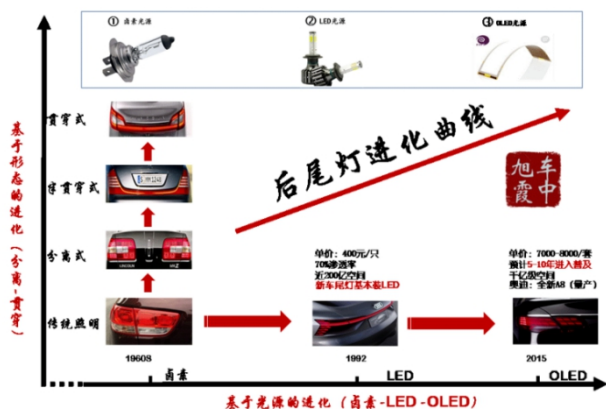 ① 卤素光源
② LED光源
③ OLED光源
后尾灯进化曲线
车中旭霞
基于形态的进化（分离-贯穿）
贯穿式
半贯穿式
分离式
传统照明
单价：400元/只
70%渗透率
近200亿空间
新车尾灯基本装LED
单价：7000-8000/套
预计5-10年进入普及
千亿级空间
奥迪：全新A8（量产）
1960S
1992
2015
卤素
LED
OLED
基于光源的进化（卤素-LED-OLED）